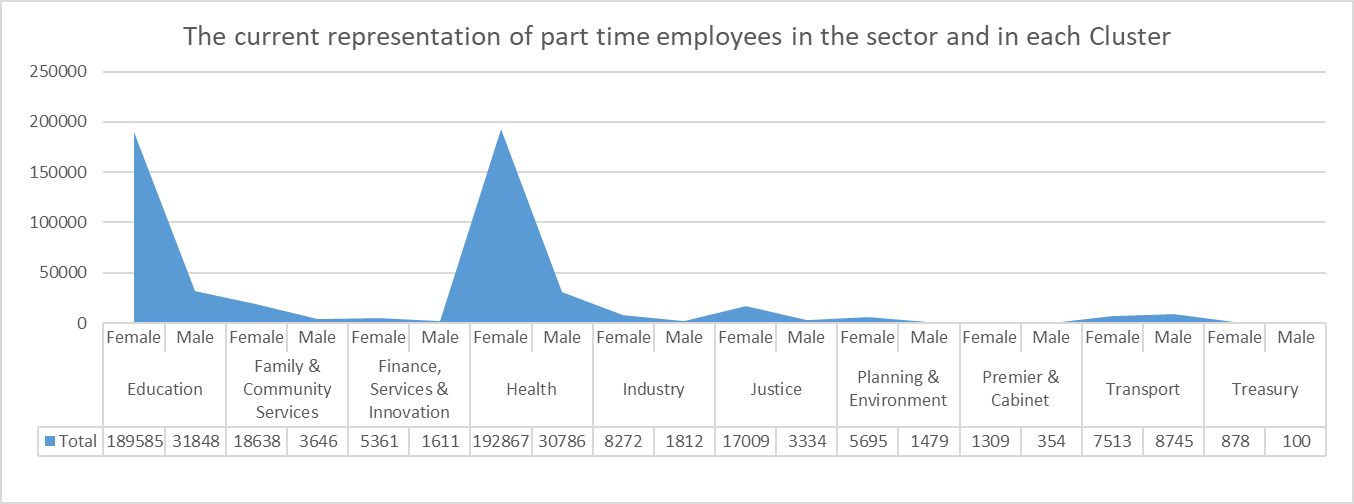 The current representation of part time employees in the sector and in each Cluster
250000
200000
150000
100000
50000
0
Female Male Female Male Female Male Female Male Female Male Female Male Female Male Female Male Female Male Female Male
Education
Family & Community Services
Finance, Services & Innovation
Health
Industry
Justice
Planning & Environment
Premier & Cabinet
Transport
Treasury
Total 189585 31848 18638 3646 5361 1611 192867 30786 8272 1812 17009 3334 5695 1479 1309 354 7513 8745 878 100